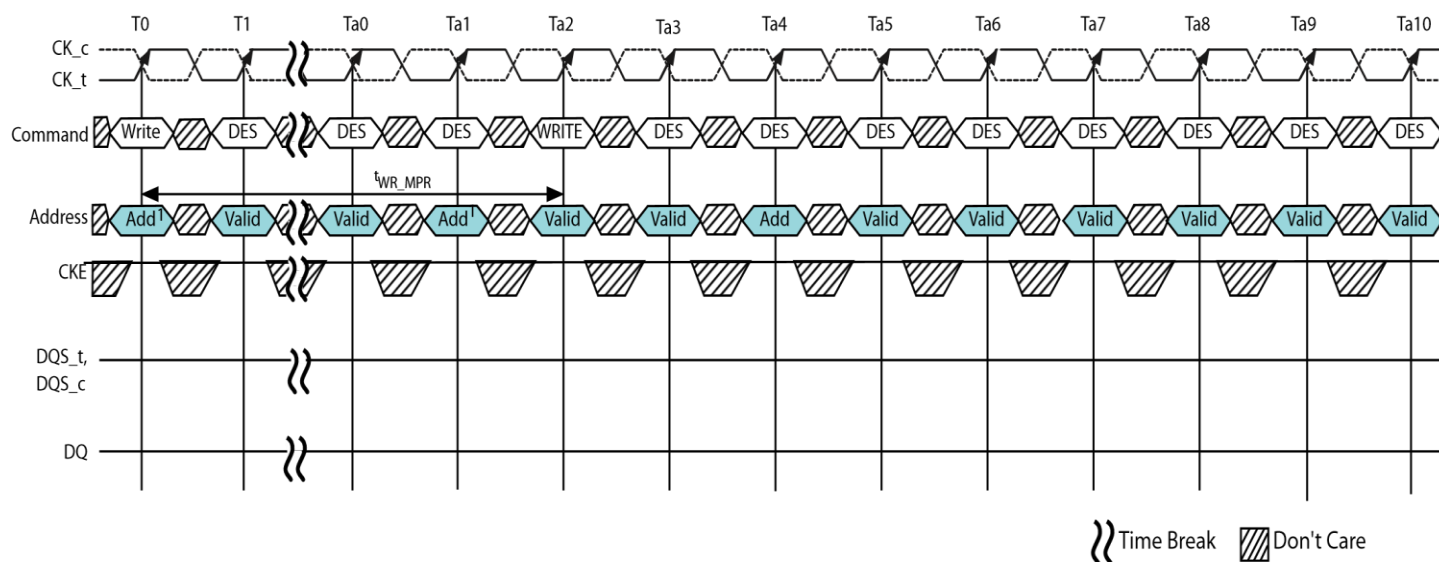 T0 T1 Ta0 Ta1 Ta2 Ta3 Ta4 Ta5 Ta6 Ta7 Ta8 Ta9 Ta10
CK_c
CK_t
Command Write DES DES DES WRITE DES DES DES DES DES DES DES DES
tWR_MPR
Address Add1 Valid Valid Add1 Valid Valid Add Valid Valid Valid Valid Valid Valid
CKE
DQS_t,
DQS_c
DQ
Time Break Don't Care